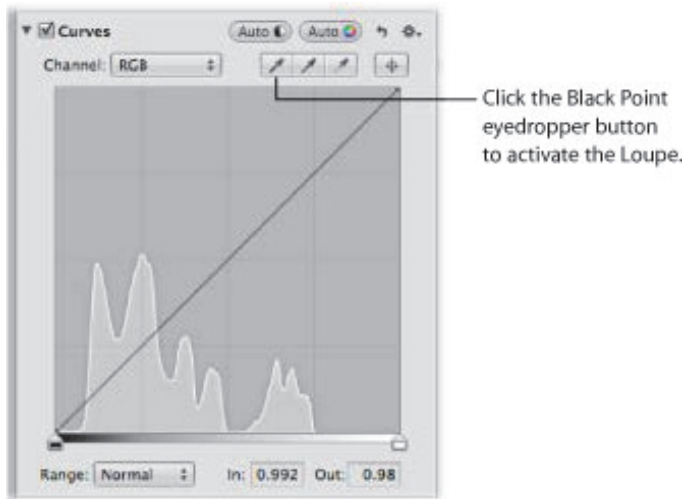 Curves Auto Auto
Channel: RGB
Click the Black Point
eyedropper button
to activate the Loupe.
Range: Normal In: 0.992 Out: 0.98